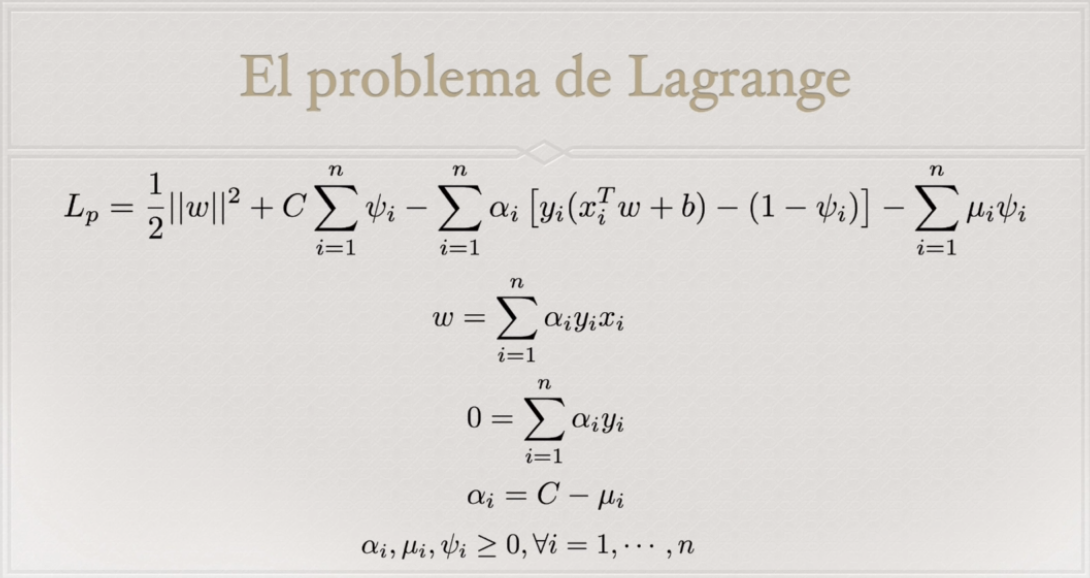 El problema de Lagrange
$L_p = \frac{1}{2}||w||^2 + C \sum_{i=1}^{n} \psi_i - \sum_{i=1}^{n} \alpha_i \left[ y_i(x_i^T w + b) - (1 - \psi_i) \right] - \sum_{i=1}^{n} \mu_i \psi_i$
$w = \sum_{i=1}^{n} \alpha_i y_i x_i$
$0 = \sum_{i=1}^{n} \alpha_i y_i$
$\alpha_i = C - \mu_i$
$\alpha_i, \mu_i, \psi_i \geq 0, \forall i = 1, \cdots, n$